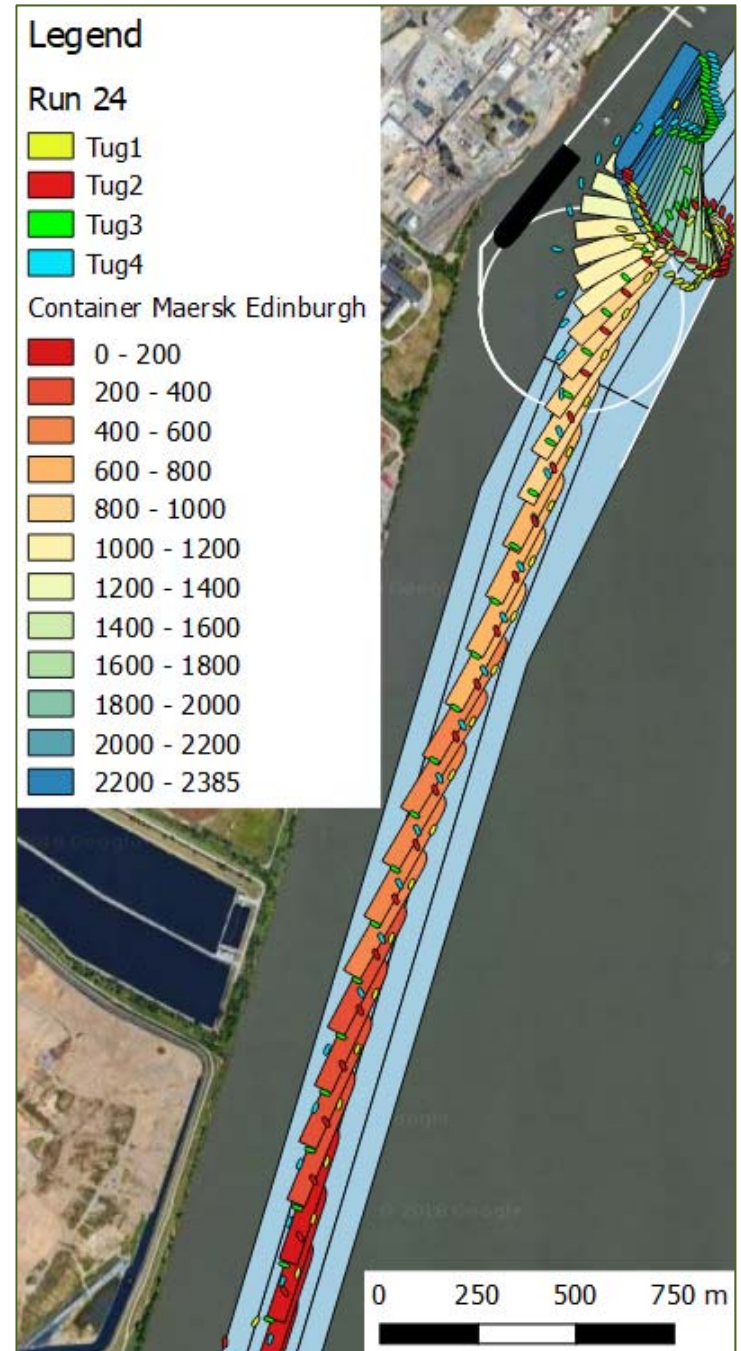 Legend
Run 24
Tug1
Tug2
Tug3
Tug4
Container Maersk Edinburgh
0 - 200
200 - 400
400 - 600
600 - 800
800 - 1000
1000 - 1200
1200 - 1400
1400 - 1600
1600 - 1800
1800 - 2000
2000 - 2200
2200 - 2385
© 2018 Google
0 250 500 750 m